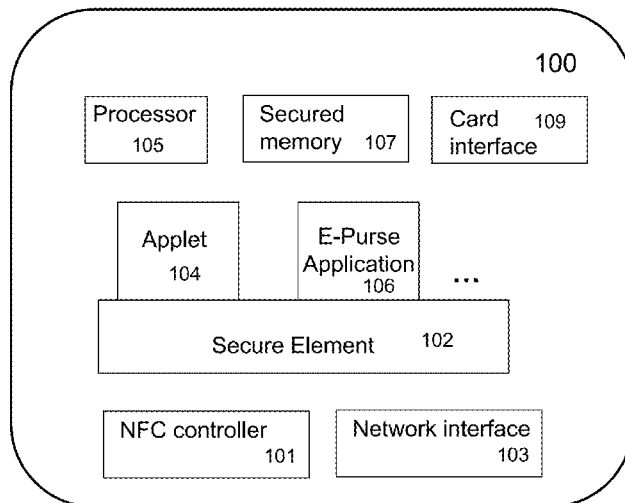 100
Processor
105
Secured
memory 107
Card 109
interface
Applet
104
E-Purse
Application
106
...
Secure Element 102
NFC controller
101
Network interface
103